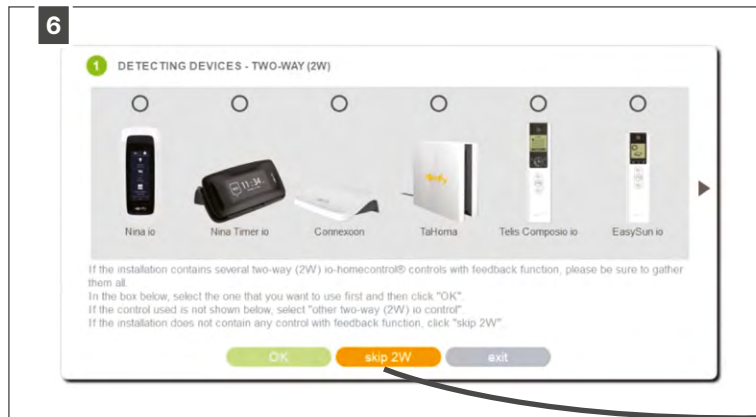 6
1 DETECTING DEVICES - TWO-WAY (2W)
11:34
somfy
Nina io Nina Timer io Connexoon TaHoma Telis Composio io EasySun io
If the installation contains several two-way (2W) io-homecontrol® controls with feedback function, please be sure to gather
them all.
In the box below, select the one that you want to use first and then click "OK".
If the control used is not shown below, select "other two-way (2W) io control".
If the installation does not contain any control with feedback function, click "skip 2W".
OK skip 2W exit